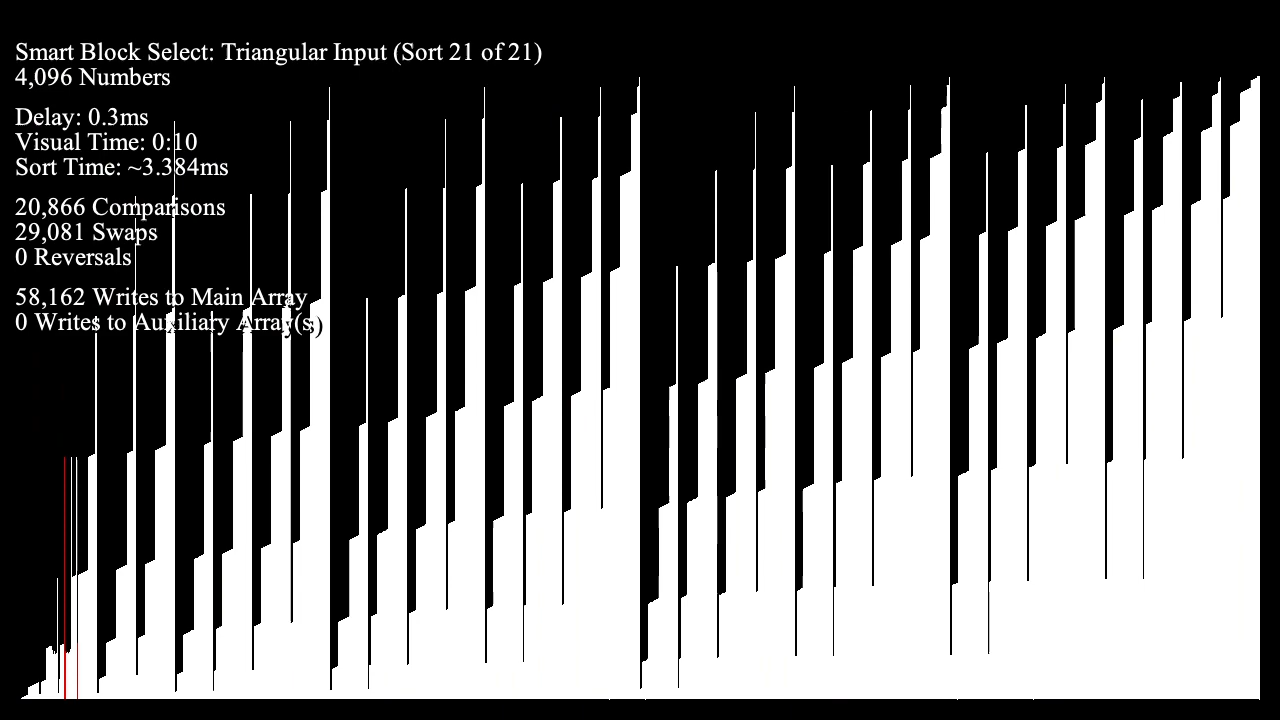 Smart Block Select: Triangular Input (Sort 21 of 21)
4,096 Numbers
Delay: 0.3ms
Visual Time: 0:10
Sort Time: ~3.384ms
20,866 Comparisons
29,081 Swaps
0 Reversals
58,162 Writes to Main Array
0 Writes to Auxiliary Array(s)